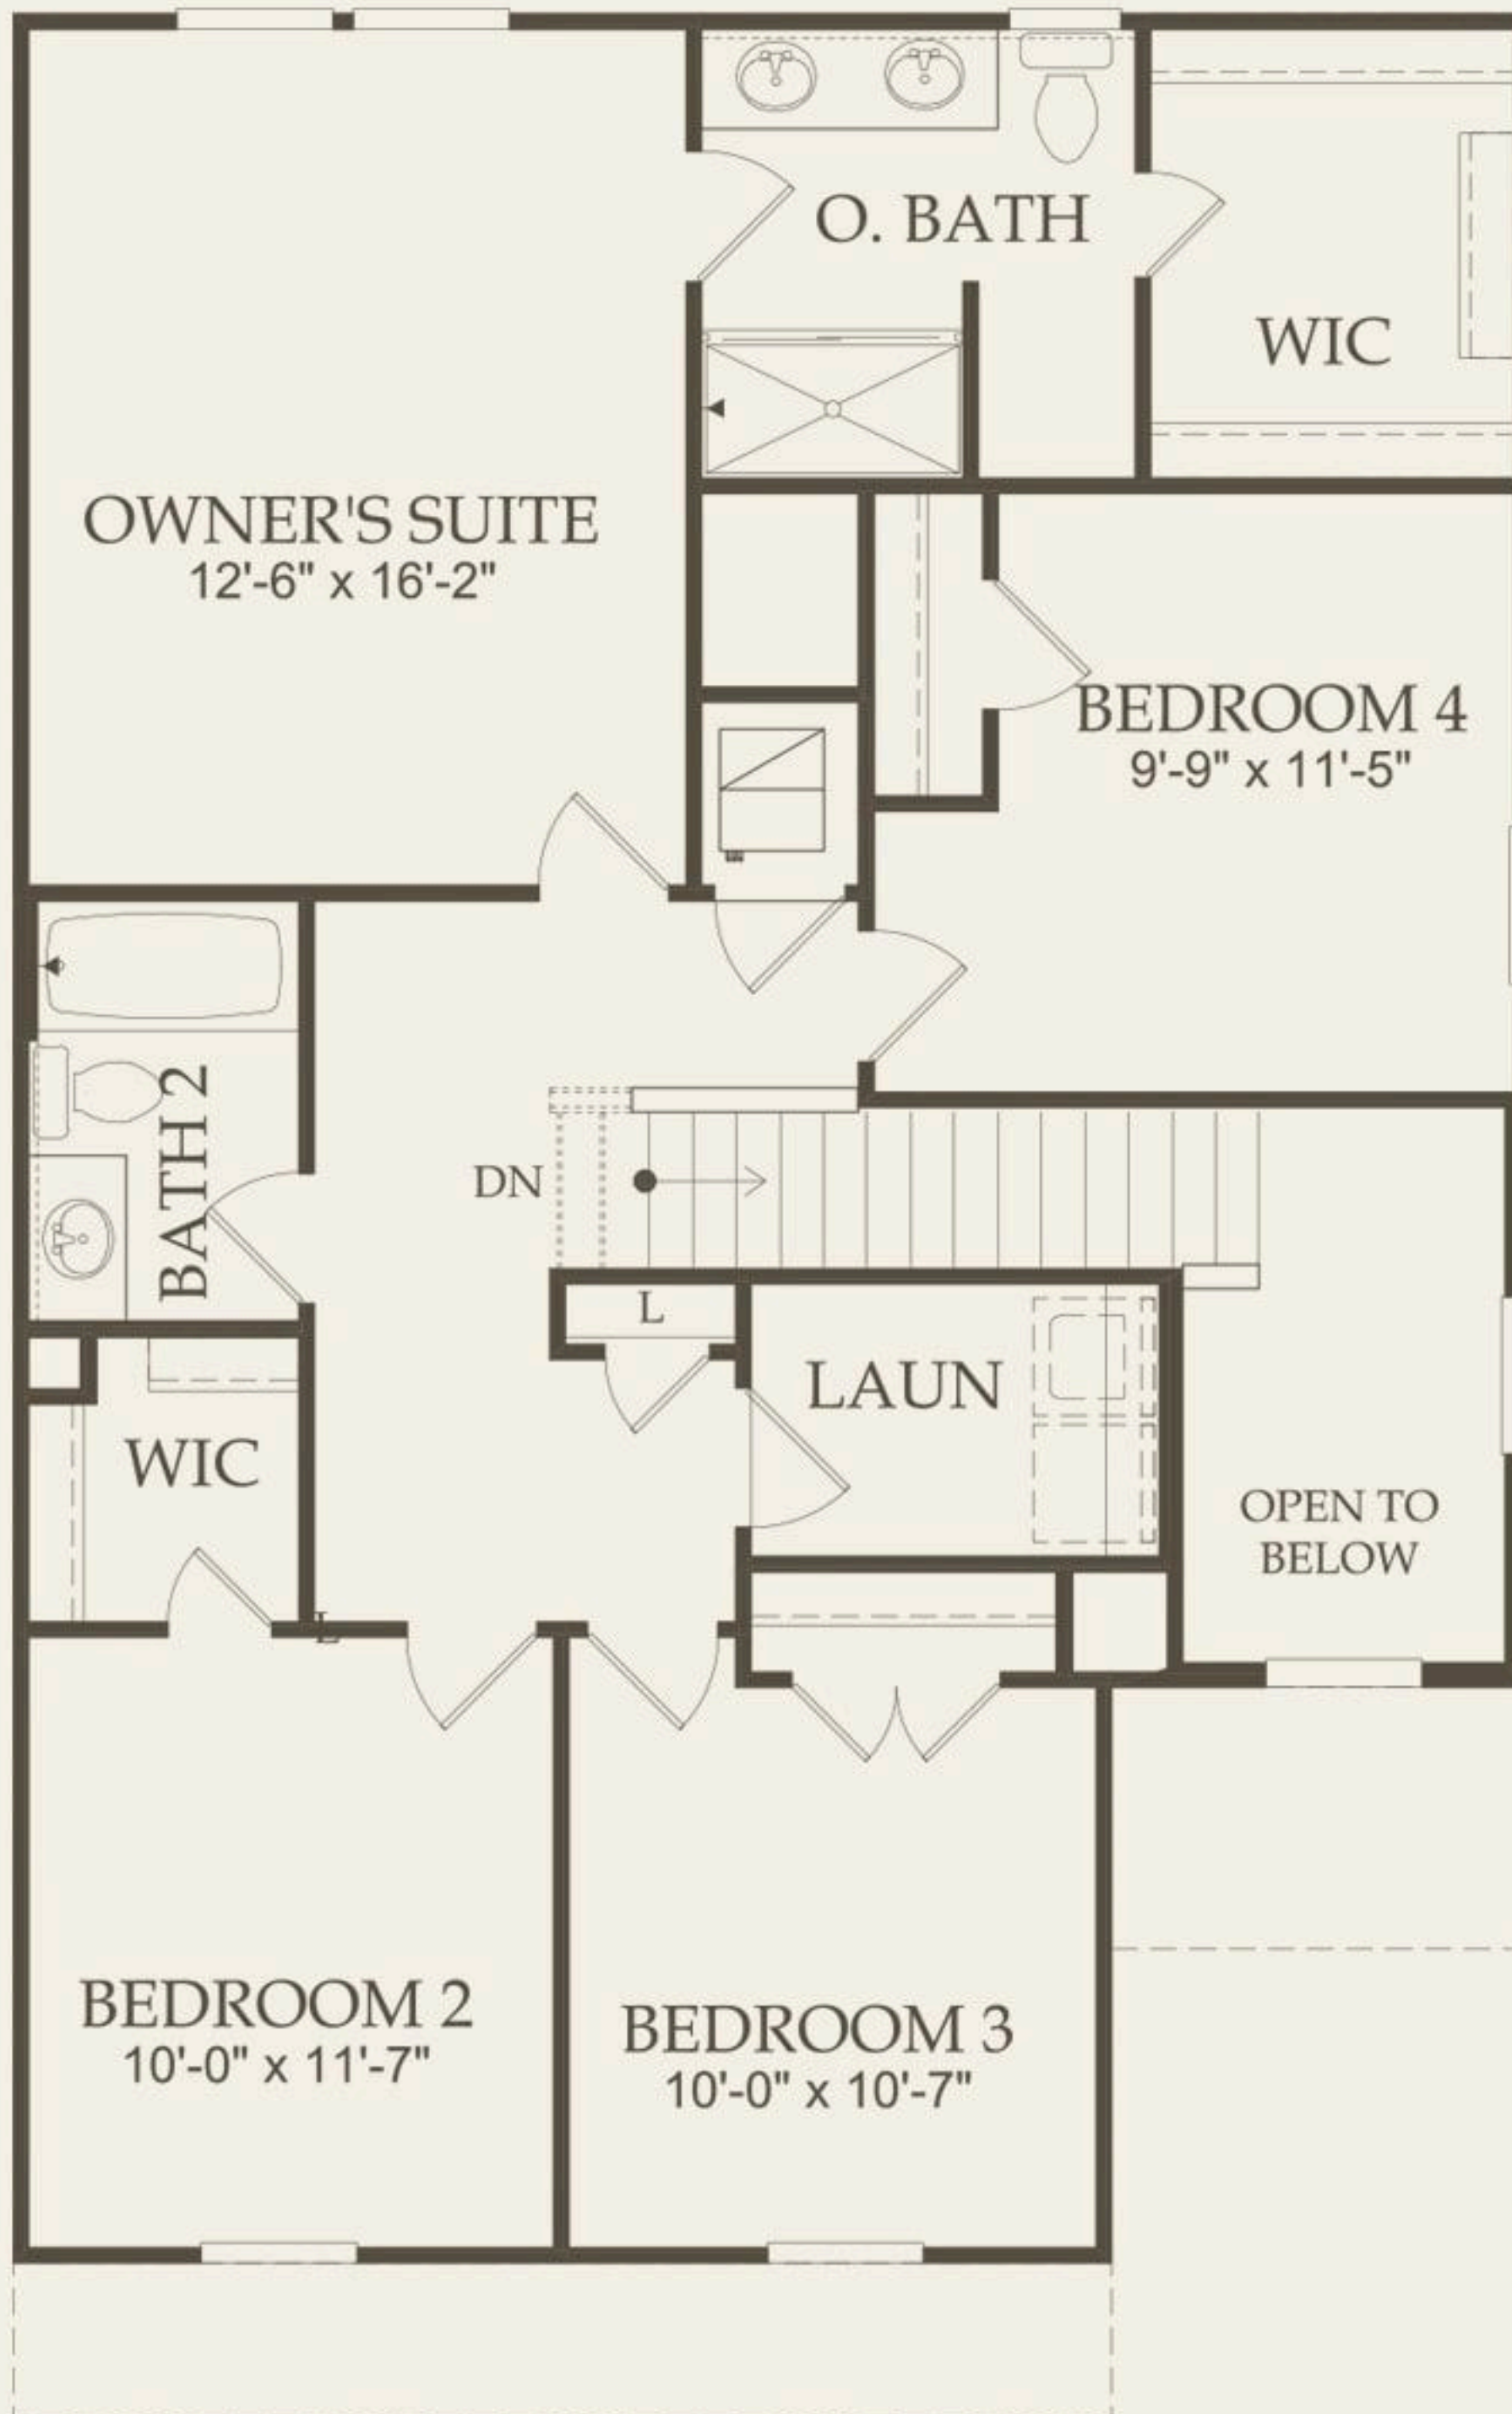 O. BATH
WIC
OWNER'S SUITE
12'-6" x 16'-2"
BEDROOM 4
9'-9" x 11'-5"
BATH 2
DN
L
LAUN
WIC
OPEN TO
BELOW
L
BEDROOM 2
10'-0" x 11'-7"
BEDROOM 3
10'-0" x 10'-7"